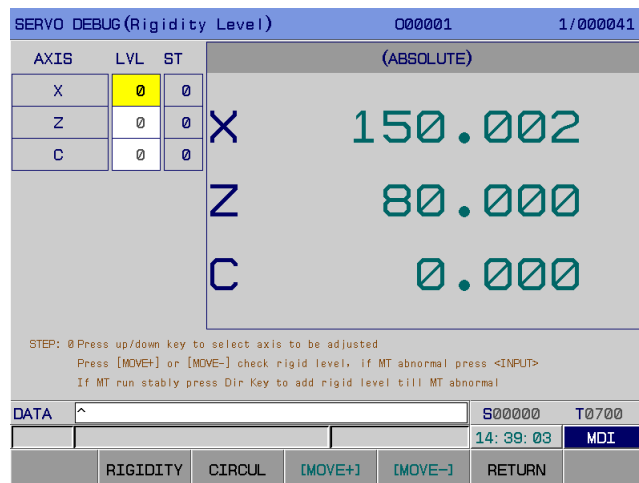 SERVO DEBUG(Rigidity Level) O00001 1/000041
AXIS LVL ST (ABSOLUTE)
X 0 0
Z 0 0
C 0 0
X 150.002
Z 80.000
C 0.000
STEP: 0 Press up/down key to select axis to be adjusted
Press [MOVE+] or [MOVE-] check rigid level, if MT abnormal press <INPUT>
If MT run stably press Dir Key to add rigid level till MT abnormal
DATA ^ S00000 T0700
14:39:03 MDI
RIGIDITY CIRCUL [MOVE+] [MOVE-] RETURN